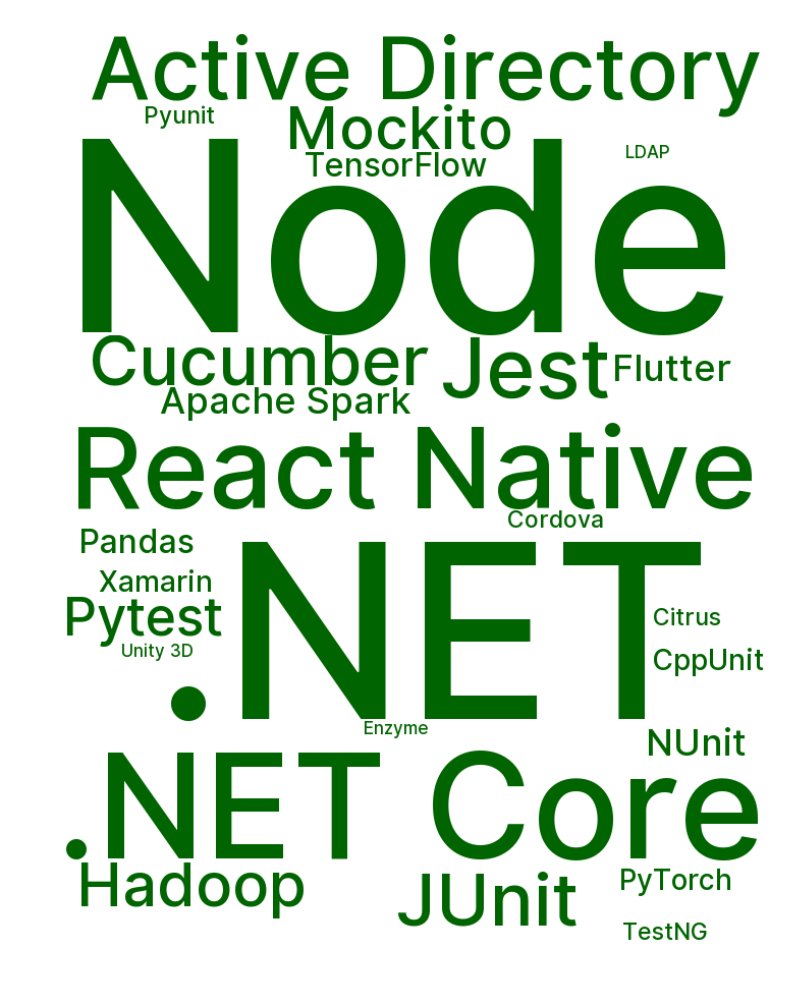 Active Directory
Pyunit
Mockito
TensorFlow
LDAP
Node
Cucumber
Jest
Flutter
Apache Spark
React Native
Cordova
Pandas
.NET
Xamarin
Pytest
Citrus
Unity 3D
CppUnit
Enzyme
NUnit
.NET Core
Hadoop
JUnit
PyTorch
TestNG